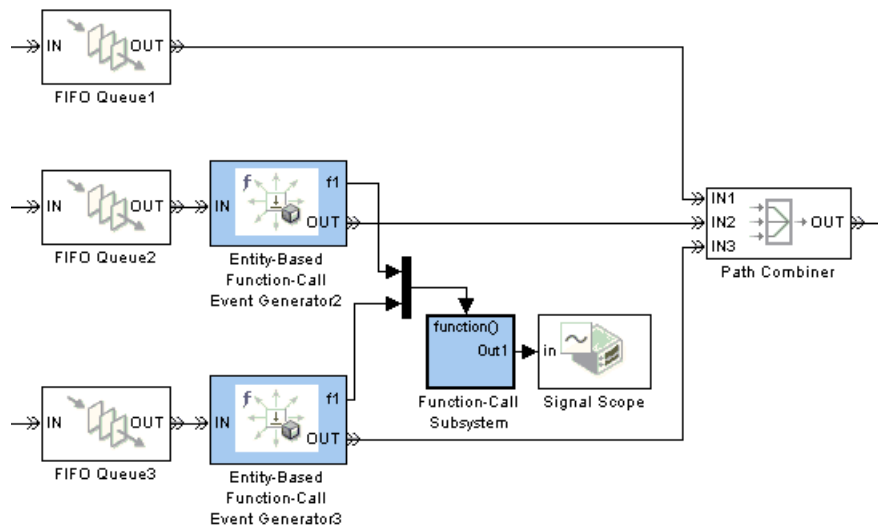 IN OUT
FIFO Queue1
IN OUT
FIFO Queue2
f
f1
IN
OUT
Entity-Based
Function-Call
Event Generator2
IN1
IN2
IN3
OUT
Path Combiner
function()
Out1
Function-Call
Subsystem
in
Signal Scope
IN OUT
FIFO Queue3
f
f1
IN
OUT
Entity-Based
Function-Call
Event Generator3